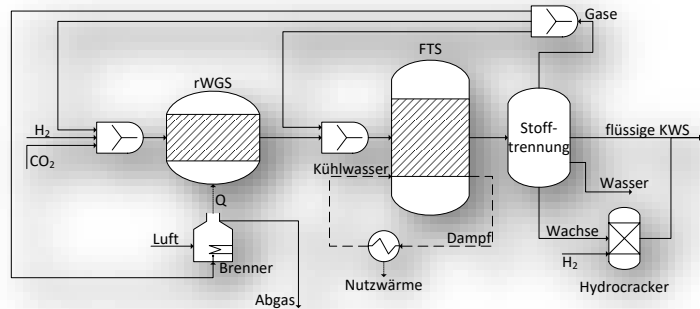 Gase
FTS
rWGS
H₂
CO₂
Stoff-
trennung
flüssige KWS
Kühlwasser
Wasser
Q
Luft
Brenner
Dampf
Wachse
H₂
Nutzwärme
Hydrocracker
Abgas